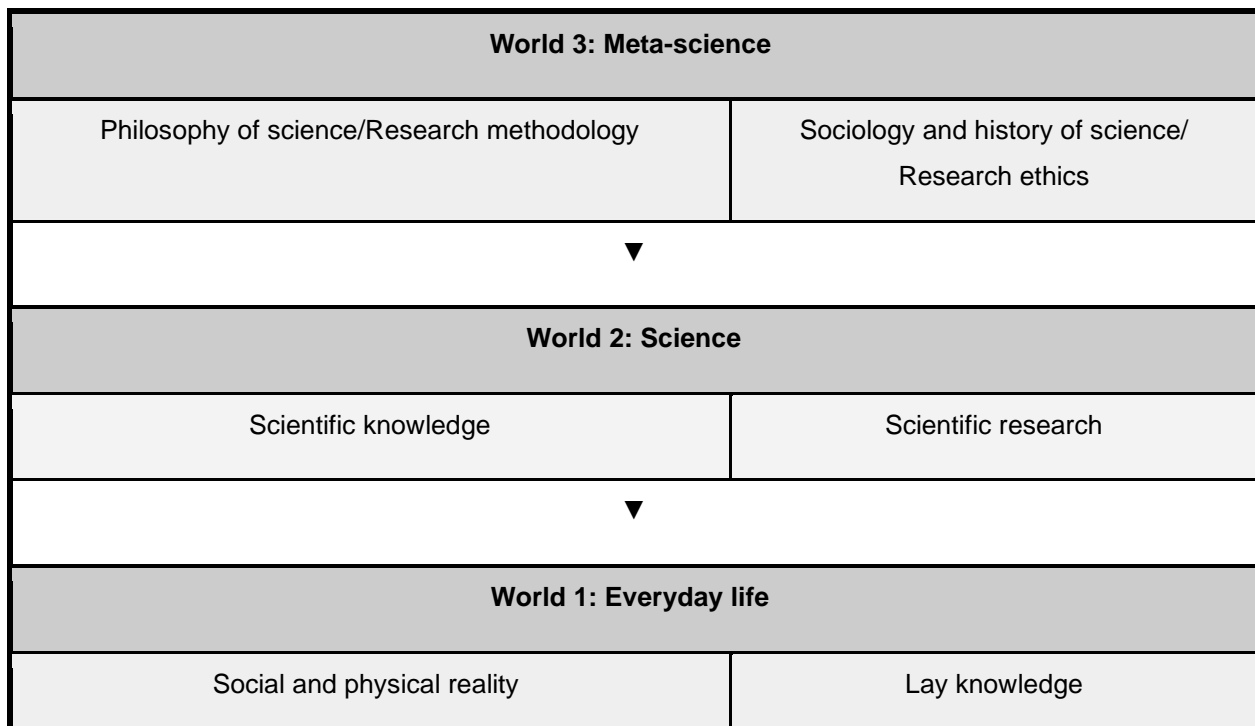 World 3: Meta-science
Philosophy of science/Research methodology
Sociology and history of science/
Research ethics
▼
World 2: Science
Scientific knowledge
Scientific research
▼
World 1: Everyday life
Social and physical reality
Lay knowledge